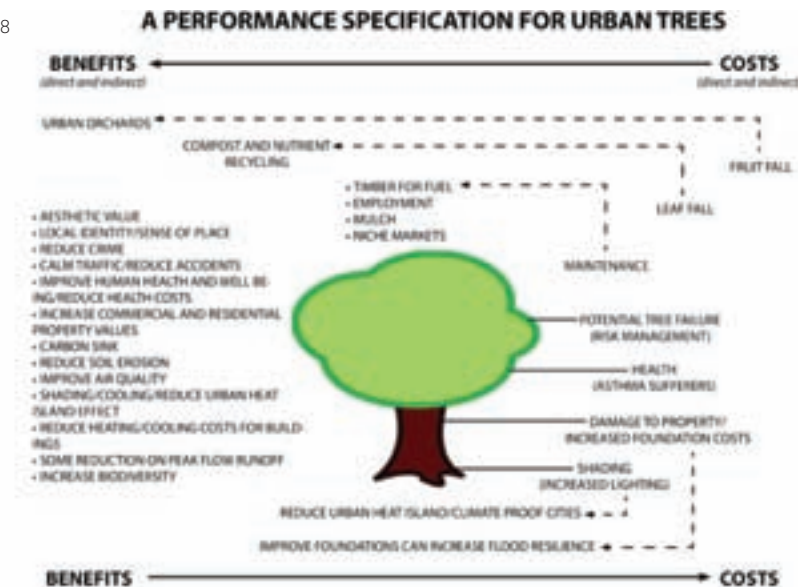 8
A PERFORMANCE SPECIFICATION FOR URBAN TREES
BENEFITS
(direct and indirect)
COSTS
(direct and indirect)
URBAN ORCHARDS
FRUIT FALL
COMPOST AND NUTRIENT
RECYCLING
LEAF FALL
• TIMBER FOR FUEL
• EMPLOYMENT
• MULCH
• NICHE MARKETS
MAINTENANCE
• AESTHETIC VALUE
• LOCAL IDENTITY/SENSE OF PLACE
• REDUCE CRIME
• CALM TRAFFIC/REDUCE ACCIDENTS
• IMPROVE HUMAN HEALTH AND WELL BE-
ING/REDUCE HEALTH COSTS
• INCREASE COMMERCIAL AND RESIDENTIAL
PROPERTY VALUES
• CARBON SINK
• REDUCE SOIL EROSION
• IMPROVE AIR QUALITY
• SHADING/COOLING/REDUCE URBAN HEAT
ISLAND EFFECT
• REDUCE HEATING/COOLING COSTS FOR BUILD
INGS
• SOME REDUCTION ON PEAK FLOW RUNOFF
• INCREASE BIODIVERSITY
POTENTIAL TREE FAILURE
(RISK MANAGEMENT)
HEALTH
(ASTHMA SUFFERERS)
DAMAGE TO PROPERTY/
INCREASED FOUNDATION COSTS
SHADING
(INCREASED LIGHTING)
REDUCE URBAN HEAT ISLAND/CLIMATE PROOF CITIES
IMPROVE FOUNDATIONS CAN INCREASE FLOOD RESILIENCE
BENEFITS
COSTS